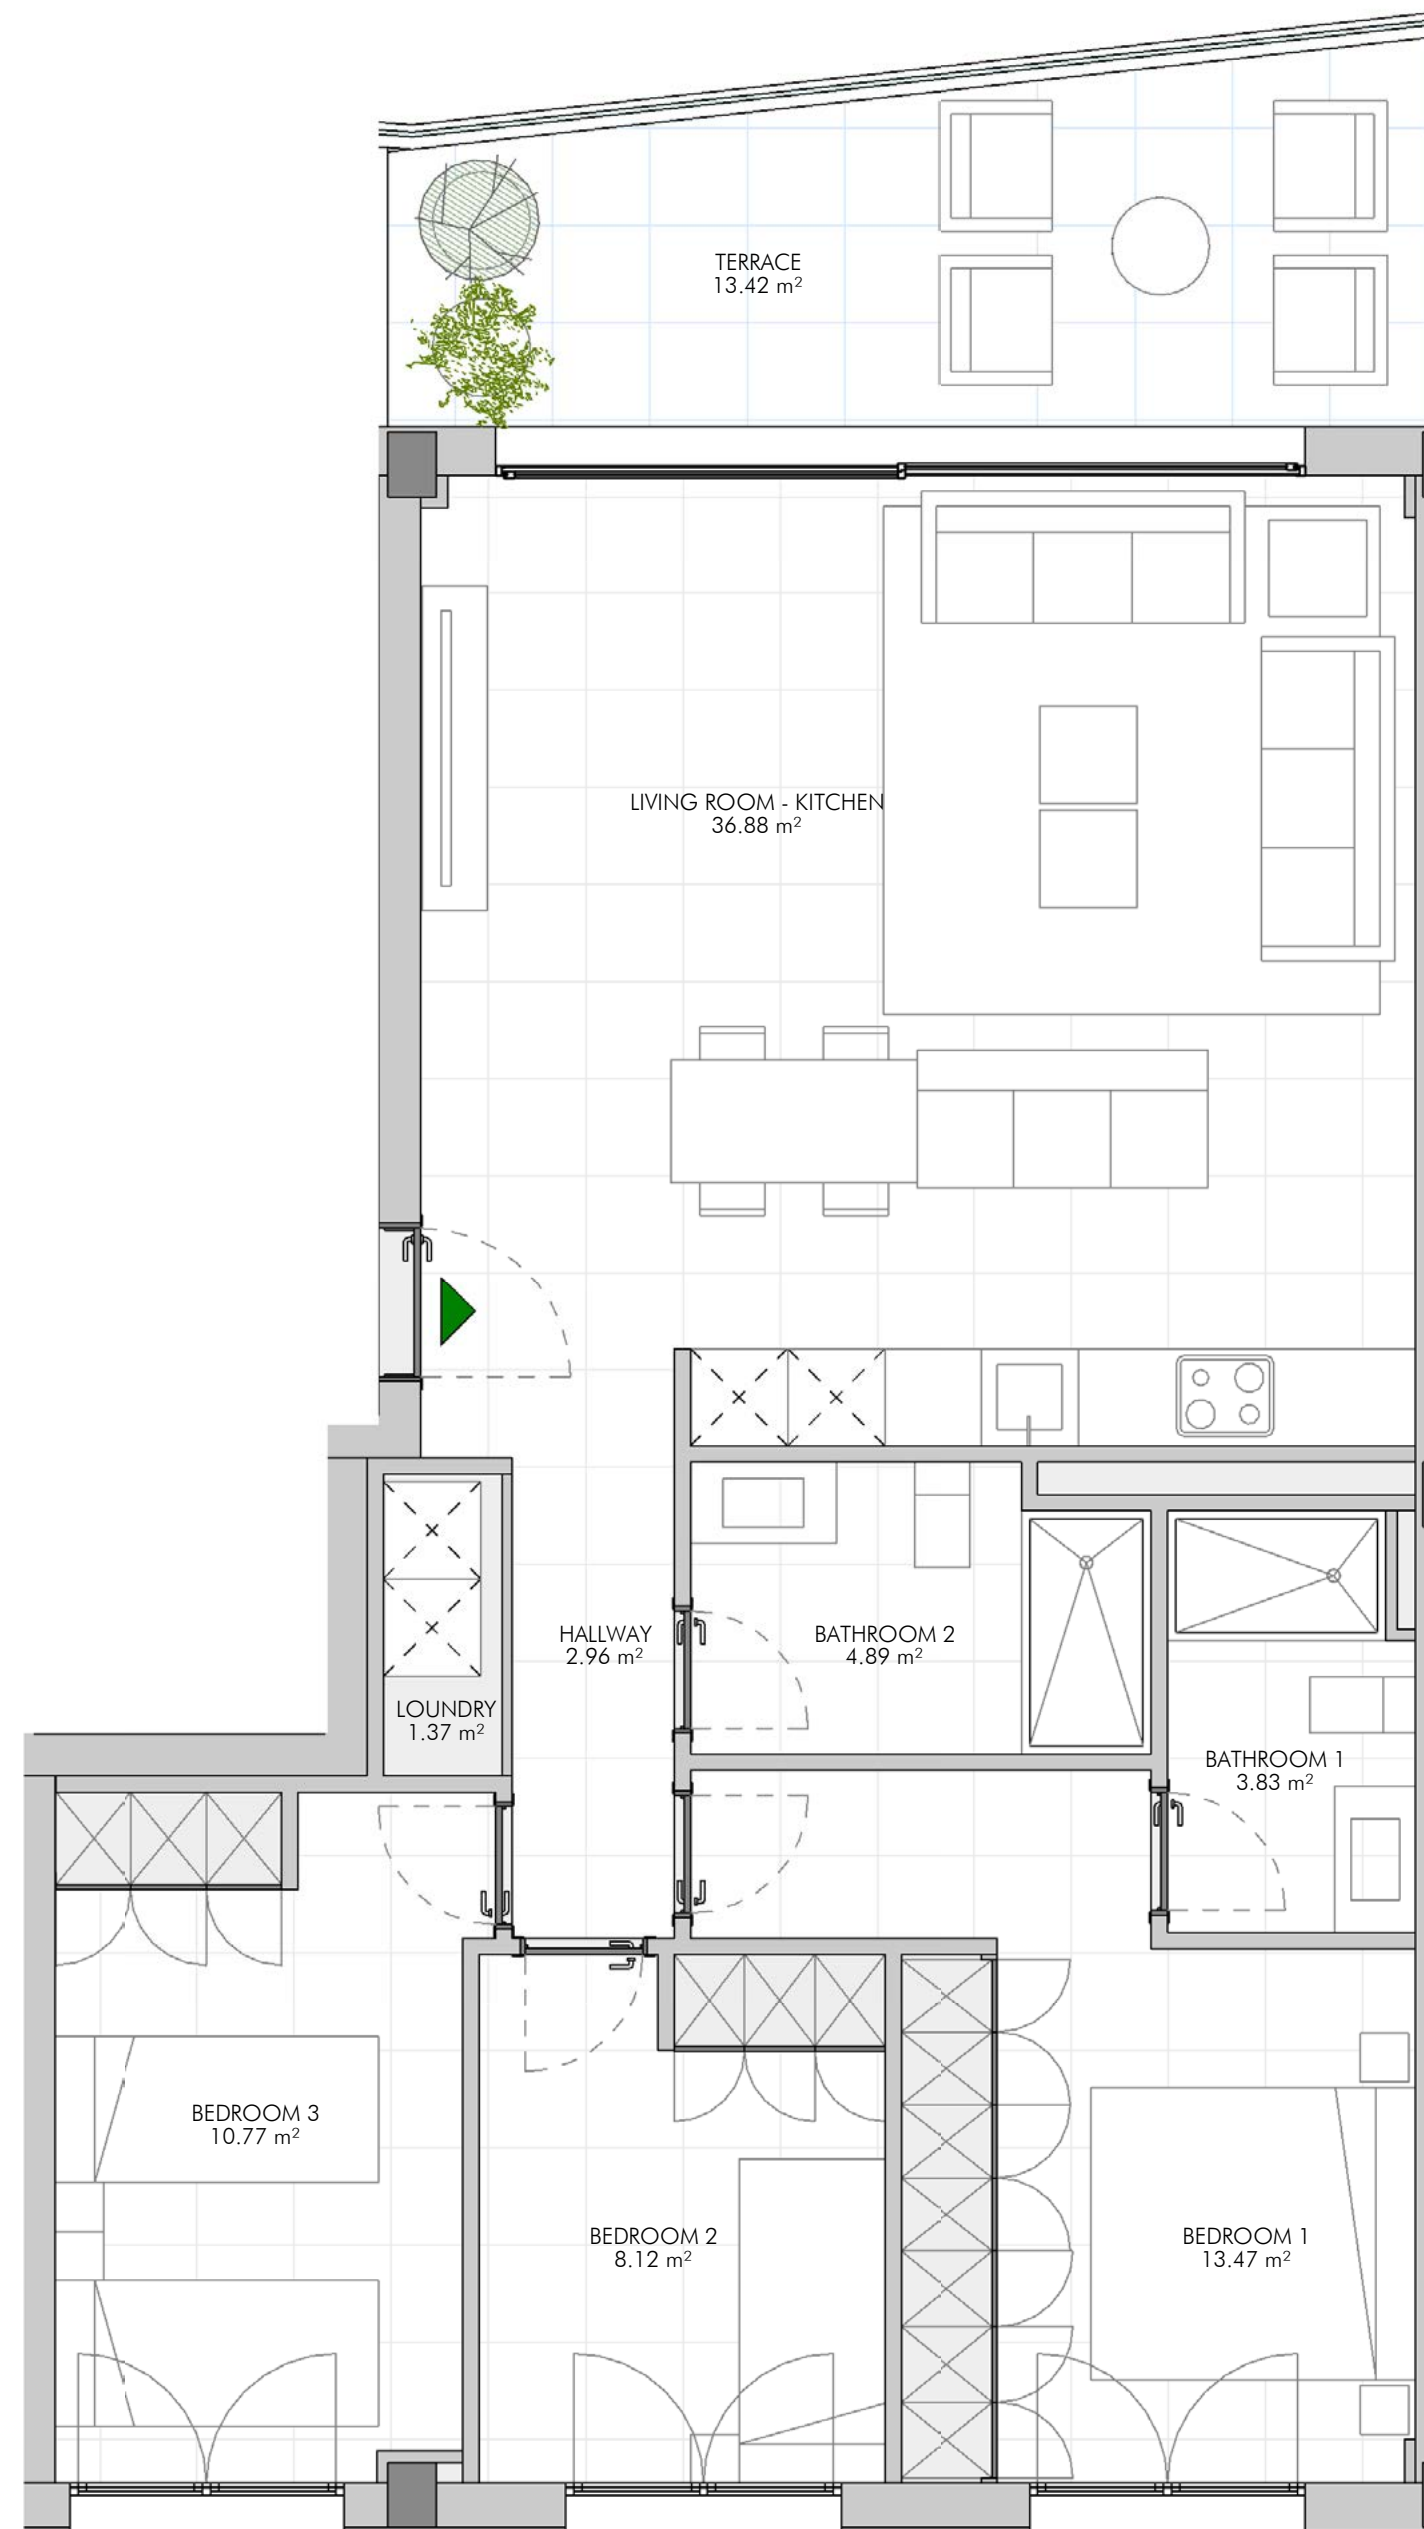 TERRACE
13.42 m²
LIVING ROOM - KITCHEN
36.88 m²
HALLWAY
2.96 m²
BATHROOM 2
4.89 m²
LOUNDRY
1.37 m²
BATHROOM 1
3.83 m²
BEDROOM 3
10.77 m²
BEDROOM 2
8.12 m²
BEDROOM 1
13.47 m²